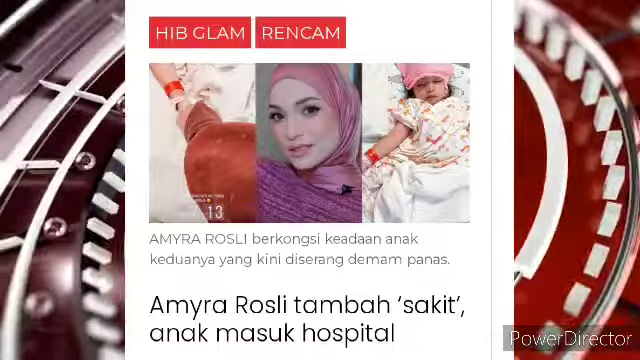 HIB GLAM RENCAM
AMYRA ROSLI berkongsi keadaan anak
keduanya yang kini diserang demam panas.
Amyra Rosli tambah ‘sakit’,
anak masuk hospital
PowerDirector